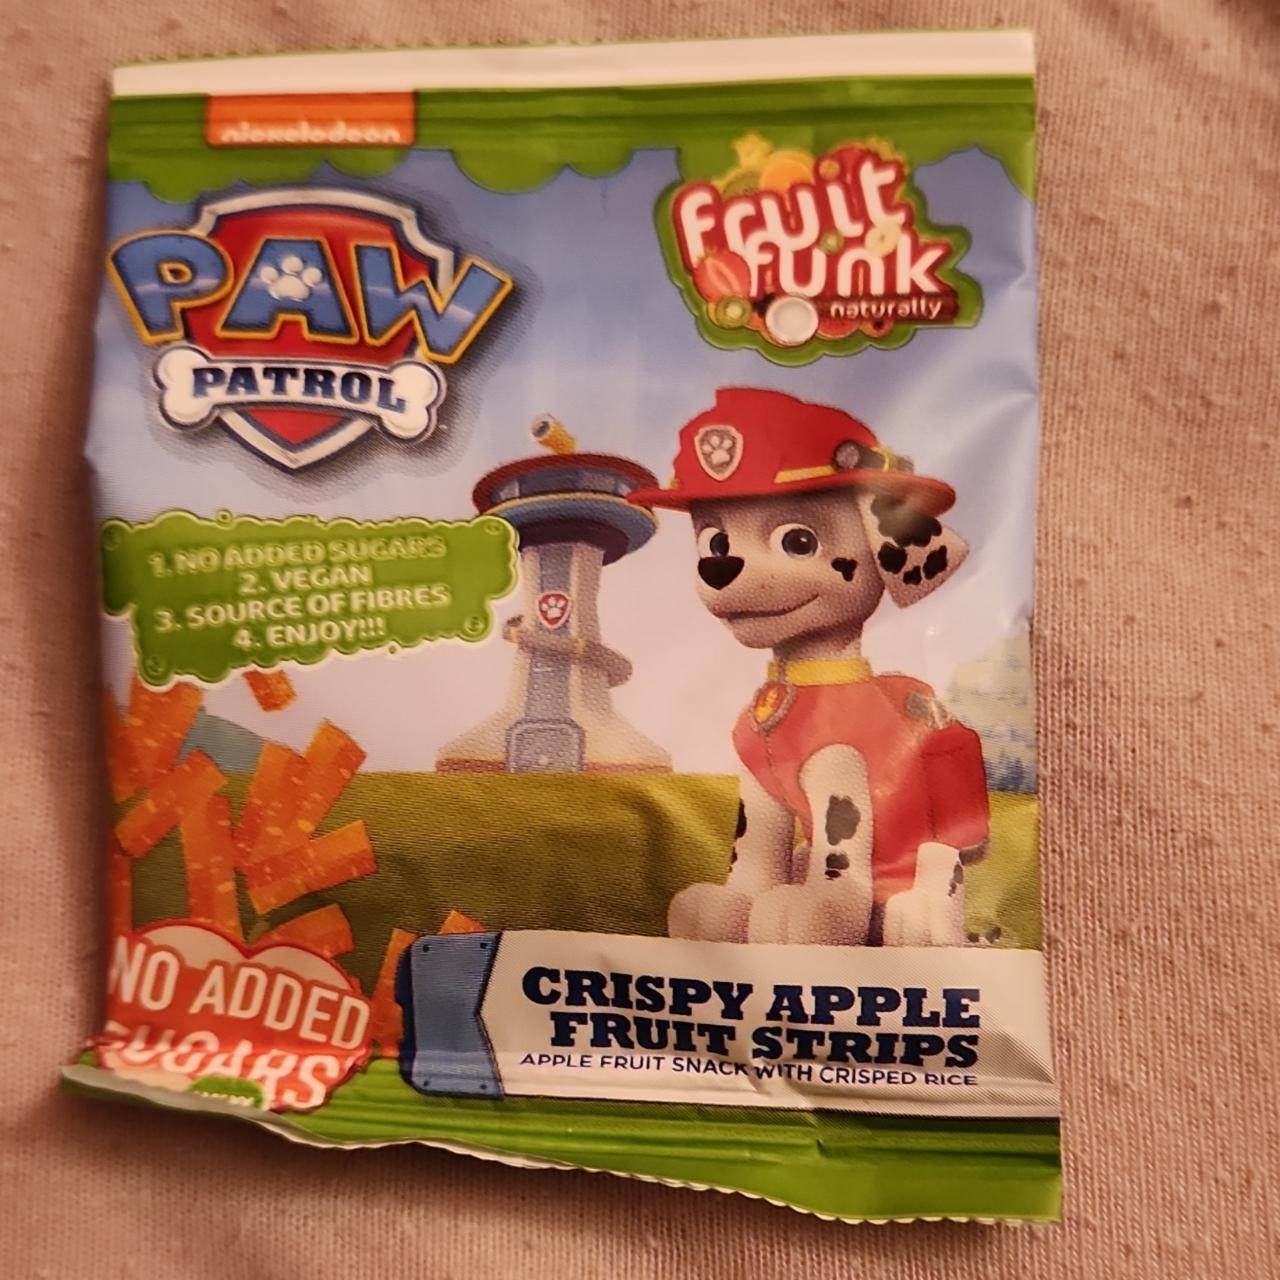 nickelodeon
PAW
PATROL
fruit
funk
naturally
1. NO ADDED SUGARS
2. VEGAN
3. SOURCE OF FIBRES
4. ENJOY!!!
NO ADDED
SUGARS
CRISPY APPLE
FRUIT STRIPS
APPLE FRUIT SNACK WITH CRISPED RICE